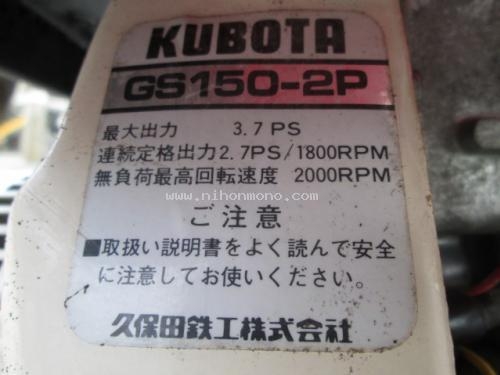 KUBOTA
GS150-2P
最大出力 3.7 PS
連続定格出力2.7PS/1800RPM
無負荷最高回転速度 2000RPM
www.nihonmono.com
ご注意
■取扱い説明書をよく読んで安全
に注意してお使いください。
久保田鉄工株式会社